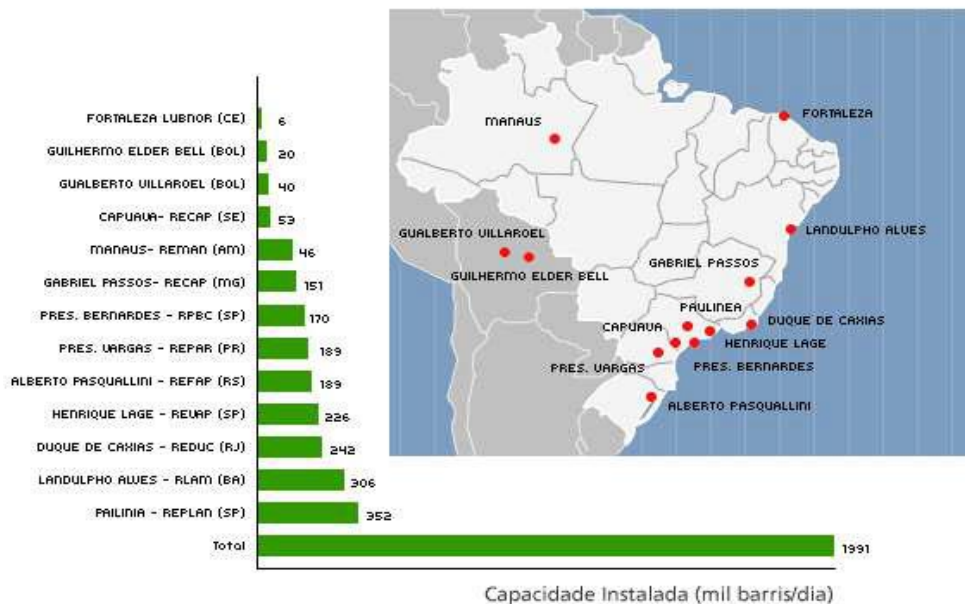 FORTALEZA LUBNOR (CE) 6
GUILHERMO ELDER BELL (BOL) 20
GUALBERTO VILLAROEL (BOL) 40
CAPUAVA- RECAP (SE) 53
MANAUS- REMAN (AM) 46
GABRIEL PASSOS- RECAP (MG) 151
PRES. BERNARDES - RPBC (SP) 170
PRES. VARGAS - REPAR (PR) 189
ALBERTO PASQUALLINI - REFAP (RS) 189
HENRIQUE LAGE - REVAP (SP) 226
DUQUE DE CAXIAS - REDUC (RJ) 242
LANDULPHO ALVES - RLAM (BA) 306
PAILINIA - REPLAN (SP) 352
Total 1991
Capacidade Instalada (mil barris/dia)
MANAUS
FORTALEZA
LANDULPHO ALVES
GUALBERTO VILLAROEL
GUILHERMO ELDER BELL
GABRIEL PASSOS
PAULINEA
CAPUAVA
DUQUE DE CAXIAS
HENRIQUE LAGE
PRES. VARGAS
PRES. BERNARDES
ALBERTO PASQUALLINI